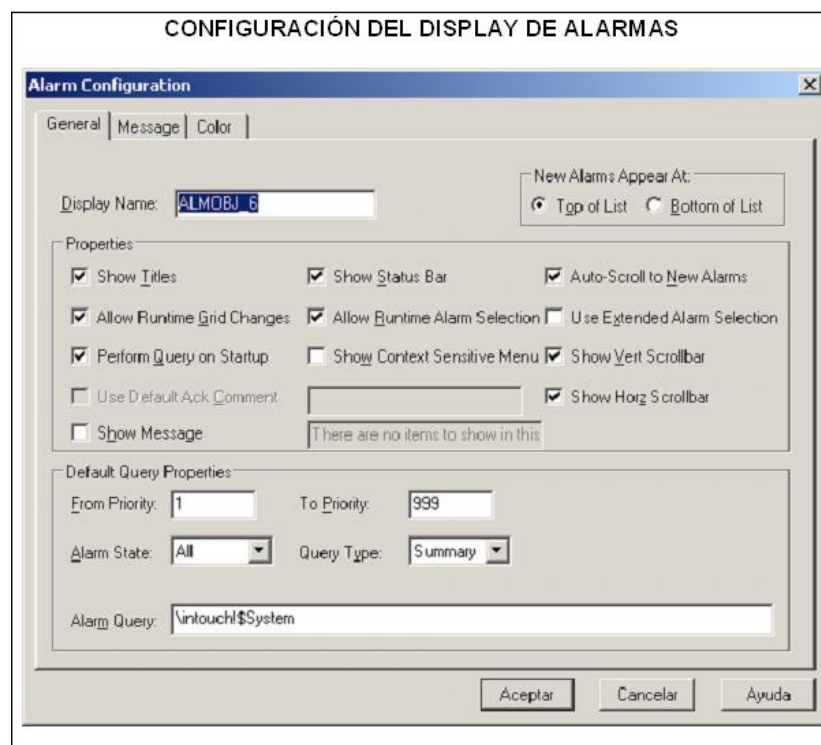 CONFIGURACIÓN DEL DISPLAY DE ALARMAS
Alarm Configuration
General Message Color
New Alarms Appear At:
Display Name: ALMOBJ_6
Top of List Bottom of List
Properties
Show Titles Show Status Bar Auto-Scroll to New Alarms
Allow Runtime Grid Changes Allow Runtime Alarm Selection Use Extended Alarm Selection
Perform Query on Startup Show Context Sensitive Menu Show Vert Scrollbar
Use Default Ack Comment Show Horz Scrollbar
Show Message There are no items to show in this
Default Query Properties
From Priority: 1 To Priority: 999
Alarm State: All Query Type: Summary
Alarm Query: \intouch!$System
Aceptar Cancelar Ayuda